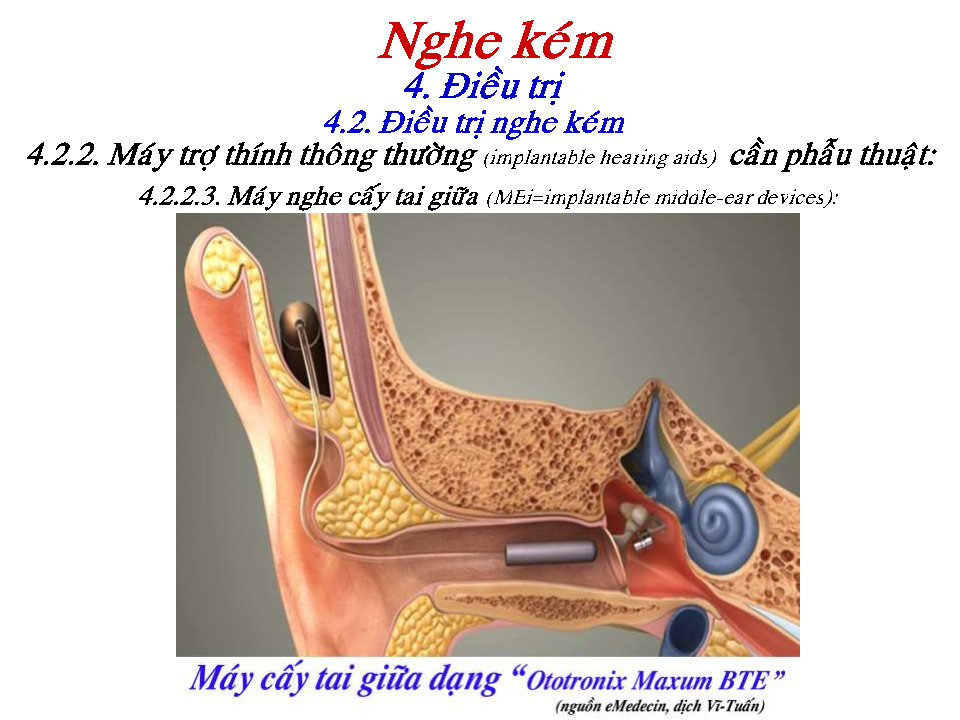 Nghe kém
4. Điều trị
4.2. Điều trị nghe kém
4.2.2. Máy trợ thính thông thường (implantable hearing aids) cần phẫu thuật:
4.2.2.3. Máy nghe cấy tai giữa (MEi=implantable middle-ear devices):
Máy cấy tai giữa dạng “Ototronix Maxum BTE”
(nguồn eMedecin, dịch Vĩ-Tuấn)